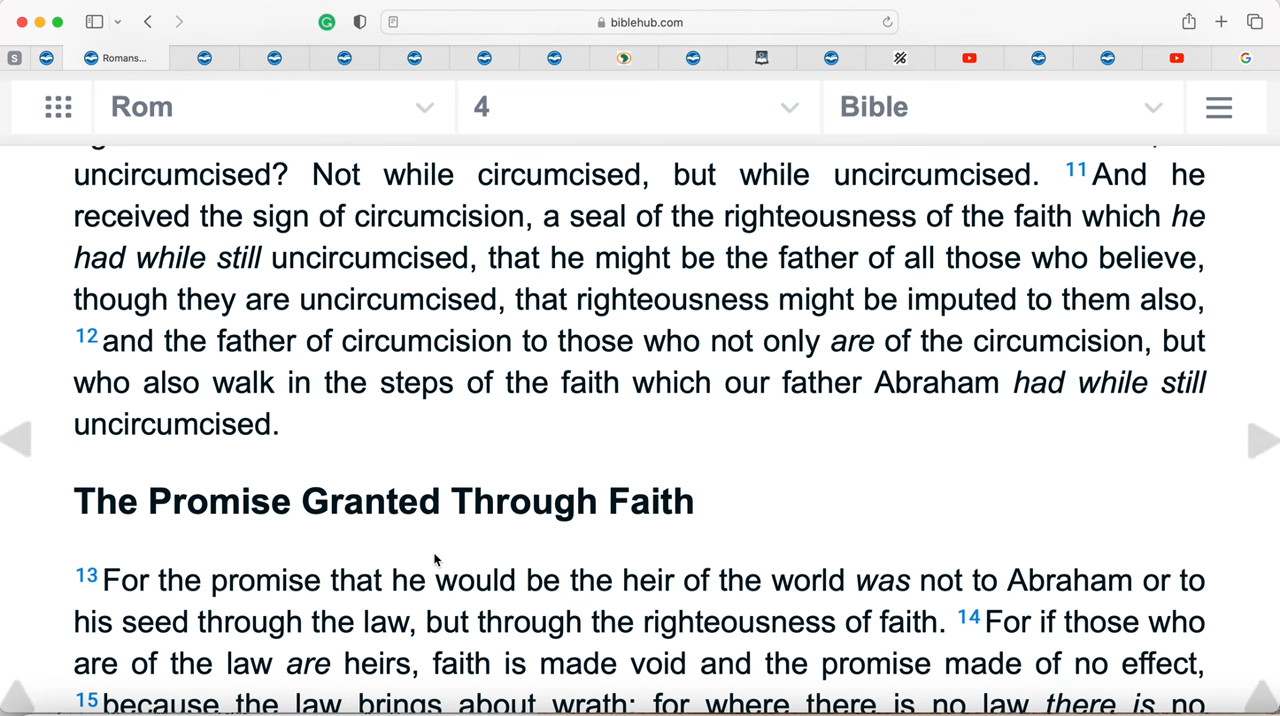 biblehub.com
S
Romans...
G
Rom 4 Bible
uncircumcised? Not while circumcised, but while uncircumcised. 11 And he
received the sign of circumcision, a seal of the righteousness of the faith which he
had while still uncircumcised, that he might be the father of all those who believe,
though they are uncircumcised, that righteousness might be imputed to them also,
12 and the father of circumcision to those who not only are of the circumcision, but
who also walk in the steps of the faith which our father Abraham had while still
uncircumcised.
The Promise Granted Through Faith
13 For the promise that he would be the heir of the world was not to Abraham or to
his seed through the law, but through the righteousness of faith. 14 For if those who
are of the law are heirs, faith is made void and the promise made of no effect,
15 because the law brings about wrath; for where there is no law there is no